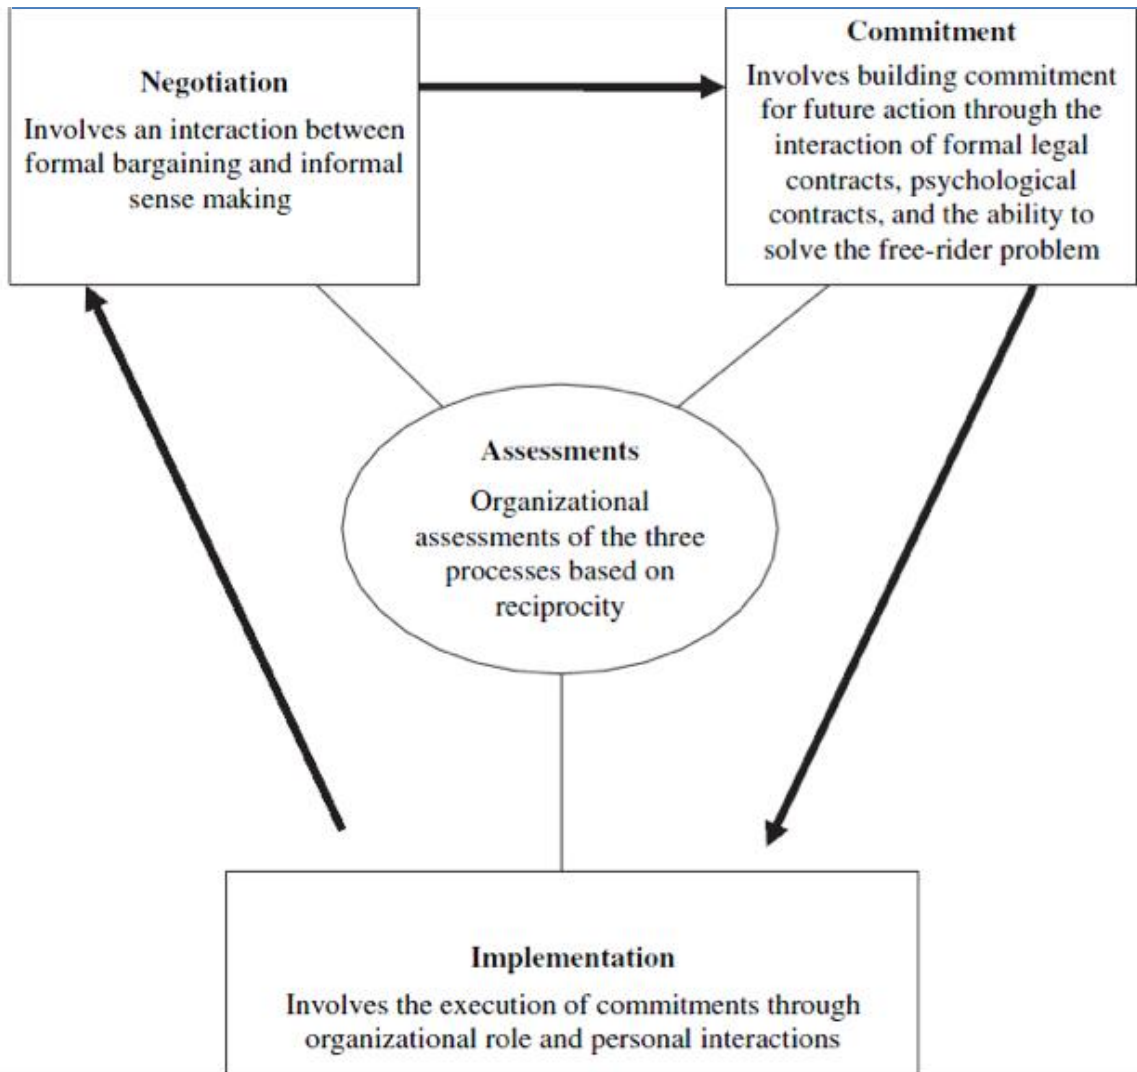 Negotiation
Involves an interaction between
formal bargaining and informal
sense making
Commitment
Involves building commitment
for future action through the
interaction of formal legal
contracts, psychological
contracts, and the ability to
solve the free-rider problem
Assessments
Organizational
assessments of the three
processes based on
reciprocity
Implementation
Involves the execution of commitments through
organizational role and personal interactions